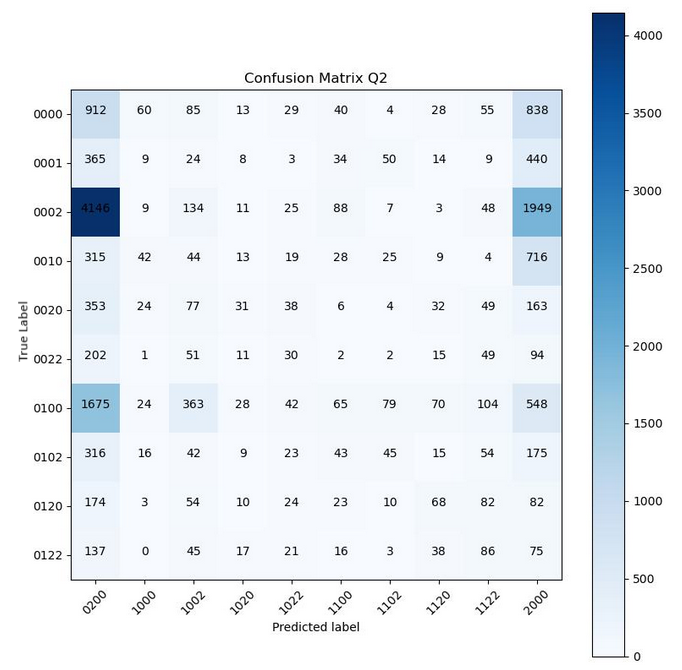 Confusion Matrix Q2
0000 912 60 85 13 29 40 4 28 55 838
0001 365 9 24 8 3 34 50 14 9 440
0002 4146 9 134 11 25 88 7 3 48 1949
0010 315 42 44 13 19 28 25 9 4 716
0020 353 24 77 31 38 6 4 32 49 163
0022 202 1 51 11 30 2 2 15 49 94
0100 1675 24 363 28 42 65 79 70 104 548
0102 316 16 42 9 23 43 45 15 54 175
0120 174 3 54 10 24 23 10 68 82 82
0122 137 0 45 17 21 16 3 38 86 75
0200 1000 1002 1020 1022 1100 1102 1120 1122 2000
True Label
Predicted label
4000
3500
3000
2500
2000
1500
1000
500
0